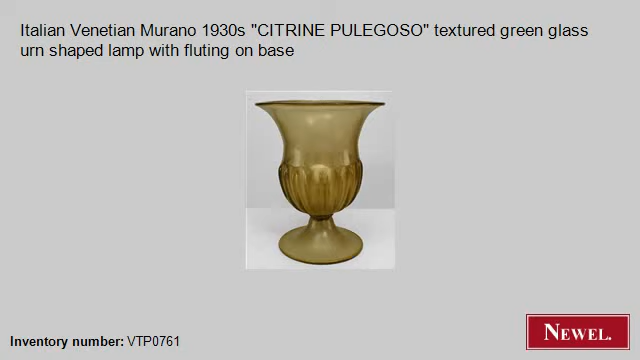 Italian Venetian Murano 1930s "CITRINE PULEGOSO" textured green glass
urn shaped lamp with fluting on base
NEWEL.
Inventory number: VTP0761